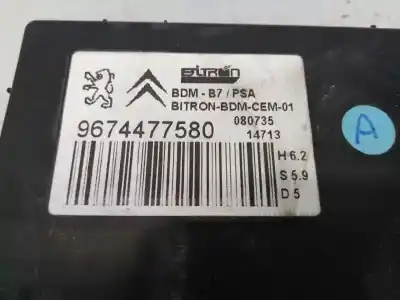 BITRON
BDM - B7 / PSA
BITRON-BDM-CEM-01
9674477580
080735
14713
H 6.2
S 5.9
D 5
A